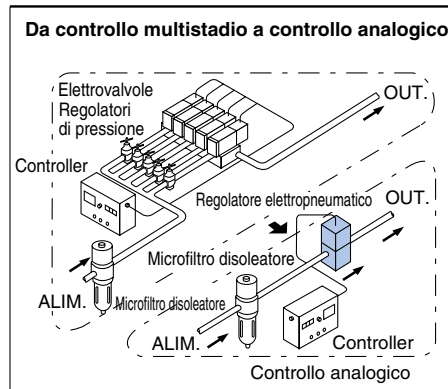 Da controllo multistadio a controllo analogico
Elettrovalvole
Regolatori
di pressione
OUT.
Controller
Regolatore elettropneumatico
OUT.
Microfiltro disoleatore
ALIM.
Microfiltro disoleatore
ALIM.
Controller
Controllo analogico